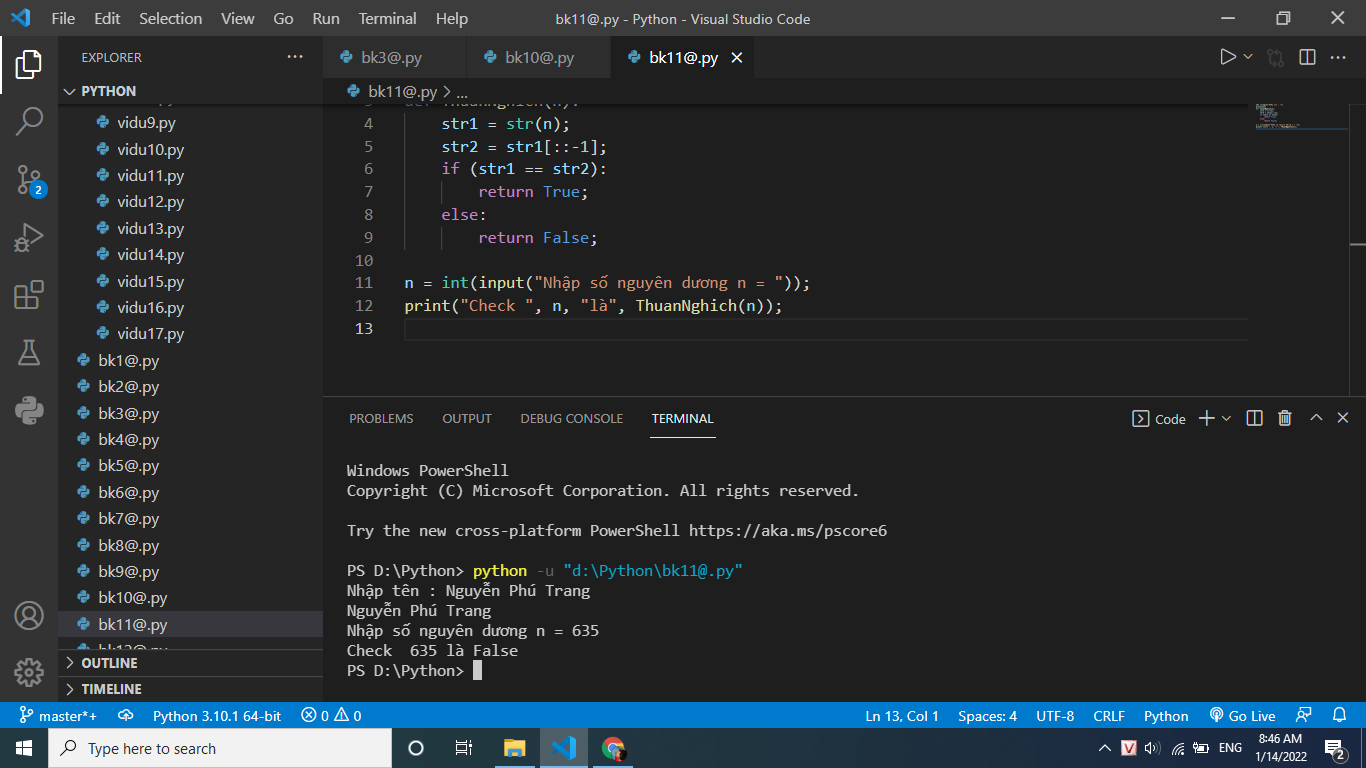 File Edit Selection View Go Run Terminal Help
bk11@.py - Python - Visual Studio Code
EXPLORER
PYTHON
vidu9.py
vidu10.py
vidu11.py
vidu12.py
vidu13.py
vidu14.py
vidu15.py
vidu16.py
vidu17.py
bk1@.py
bk2@.py
bk3@.py
bk4@.py
bk5@.py
bk6@.py
bk7@.py
bk8@.py
bk9@.py
bk10@.py
bk11@.py
OUTLINE
TIMELINE
2
bk3@.py
bk10@.py
bk11@.py
bk11@.py > ...
4 str1 = str(n);
5 str2 = str1[::-1];
6 if (str1 == str2):
7 return True;
8 else:
9 return False;
10
11 n = int(input("Nhập số nguyên dương n = "));
12 print("Check ", n, "là", ThuanNghich(n));
13
PROBLEMS OUTPUT DEBUG CONSOLE TERMINAL
Code
Windows PowerShell
Copyright (C) Microsoft Corporation. All rights reserved.
Try the new cross-platform PowerShell https://aka.ms/pscore6
PS D:\Python> python -u "d:\Python\bk11@.py"
Nhập tên : Nguyễn Phú Trang
Nguyễn Phú Trang
Nhập số nguyên dương n = 635
Check  635 là False
PS D:\Python>
master*+ Python 3.10.1 64-bit 0 0
Ln 13, Col 1 Spaces: 4 UTF-8 CRLF Python Go Live
Type here to search
ENG
8:46 AM
1/14/2022
2